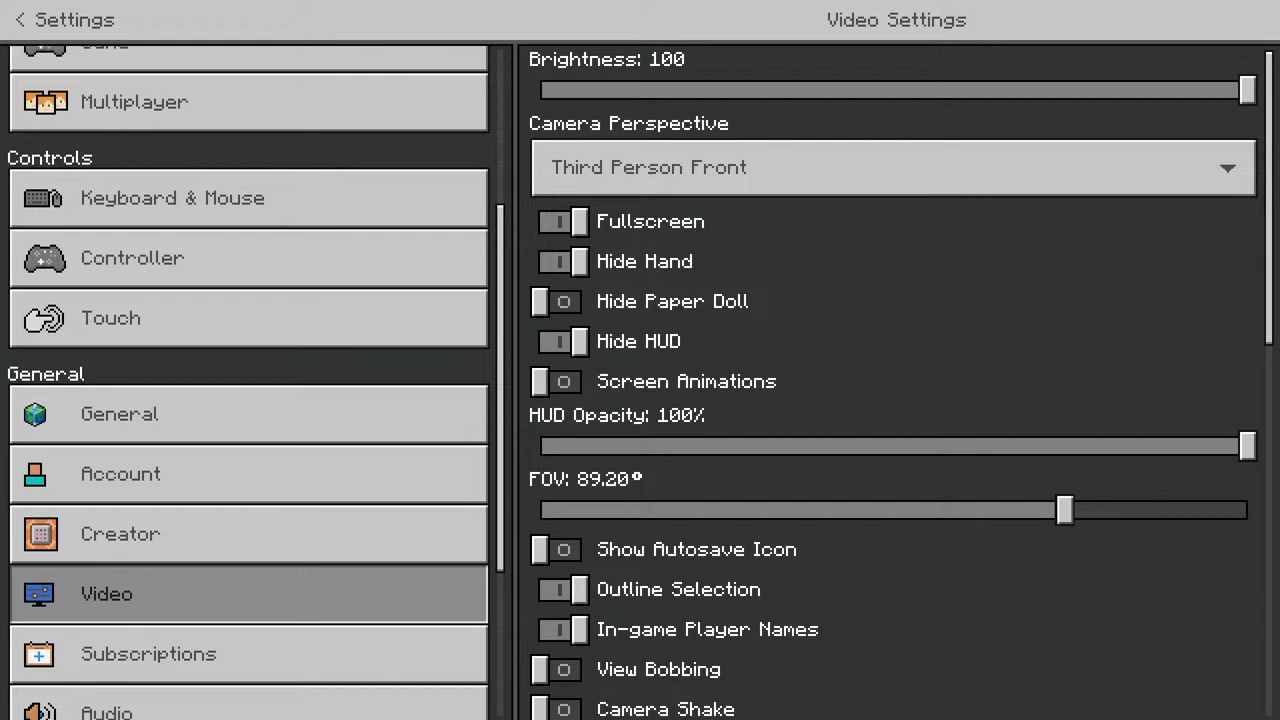 Settings
Video Settings
Multiplayer
Controls
Keyboard & Mouse
Controller
Touch
General
General
Account
Creator
Video
Subscriptions
Audio
Brightness: 100
Camera Perspective
Third Person Front
Fullscreen
Hide Hand
Hide Paper Doll
Hide HUD
Screen Animations
HUD Opacity: 100%
FOV: 89.20°
Show Autosave Icon
Outline Selection
In-game Player Names
View Bobbing
Camera Shake